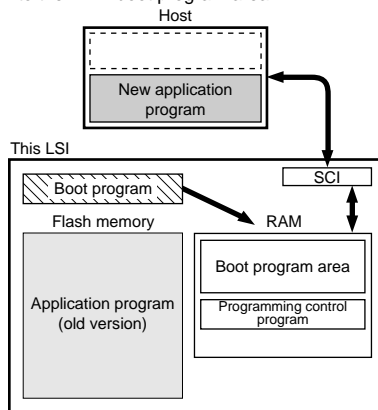 Host
New application
program
This LSI
SCI
Boot program
Flash memory
RAM
Boot program area
Application program
(old version)
Programming control
program